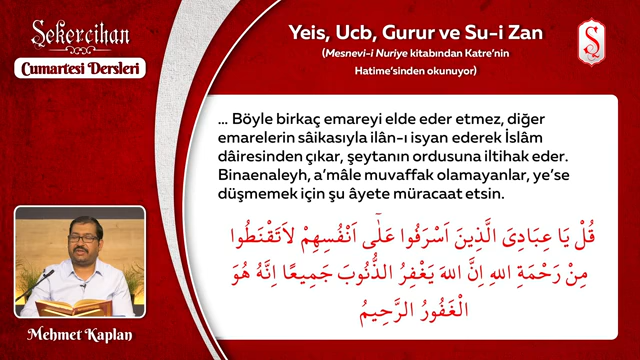 Şekercihan
Cumartesi Dersleri
Yeis, Ucb, Gurur ve Su-i Zan
(Mesnevi-i Nuriye kitabından Katre'nin
Hatime'sinden okunuyor)
Ş
... Böyle birkaç emareyi elde eder etmez, diğer
emarelerin sâikasıyla ilân-ı isyan ederek İslâm
dâiresinden çıkar, şeytanın ordusuna iltihak eder.
Binaenaleyh, a'mâle muvaffak olamayanlar, ye'se
düşmemek için şu âyete müracaat etsin.
قُلْ يَا عِبَادِىَ الَّذِينَ اَسْرَفُوا عَلٰٓى اَنْفُسِهِمْ لاَتَقْنَطُوا
مِنْ رَحْمَةِ اللهِ اِنَّ اللهَ يَغْفِرُ الذُّنُوبَ جَمِيعًا اِنَّهُ هُوَ
الْغَفُورُ الرَّحِيمُ
Mehmet Kaplan